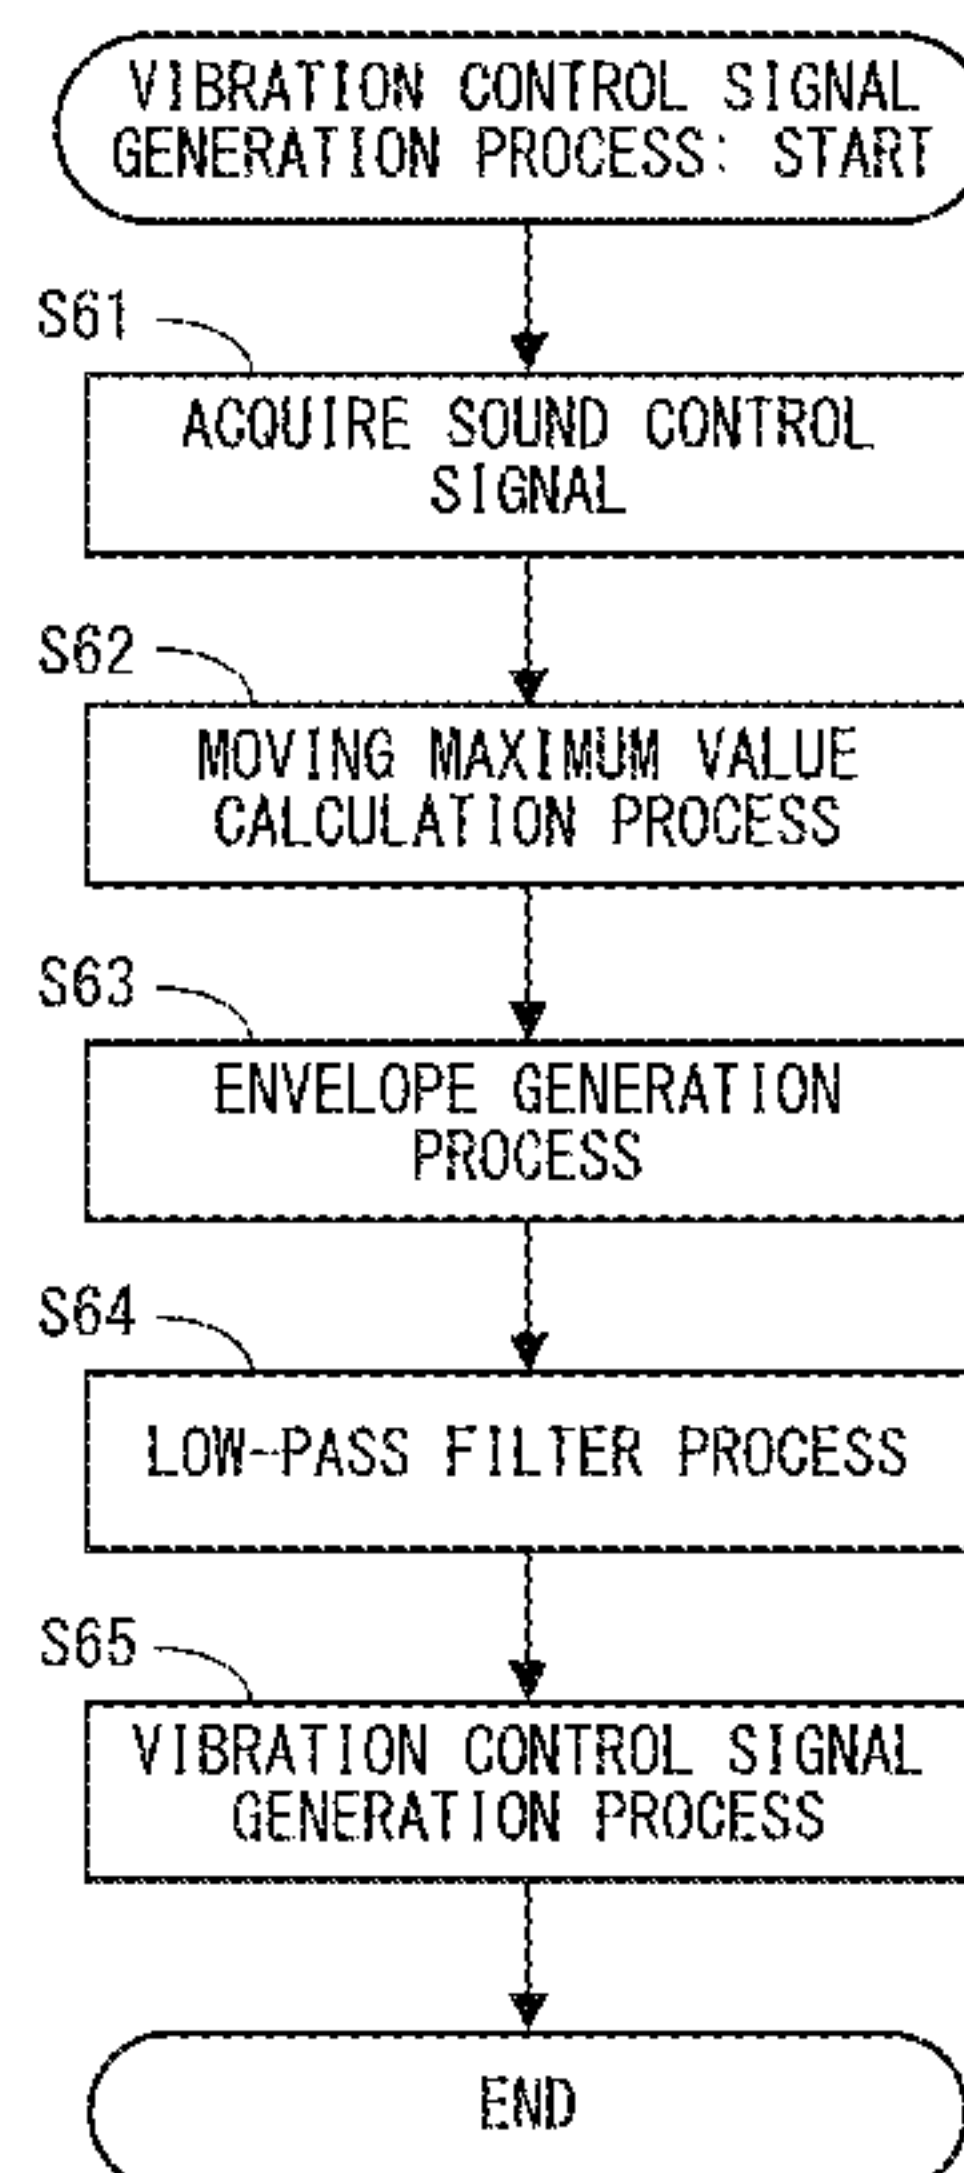 VIBRATION CONTROL SIGNAL
GENERATION PROCESS: START
S61
ACQUIRE SOUND CONTROL
SIGNAL
S62
MOVING MAXIMUM VALUE
CALCULATION PROCESS
S63
ENVELOPE GENERATION
PROCESS
S64
LOW-PASS FILTER PROCESS
S65
VIBRATION CONTROL SIGNAL
GENERATION PROCESS
END